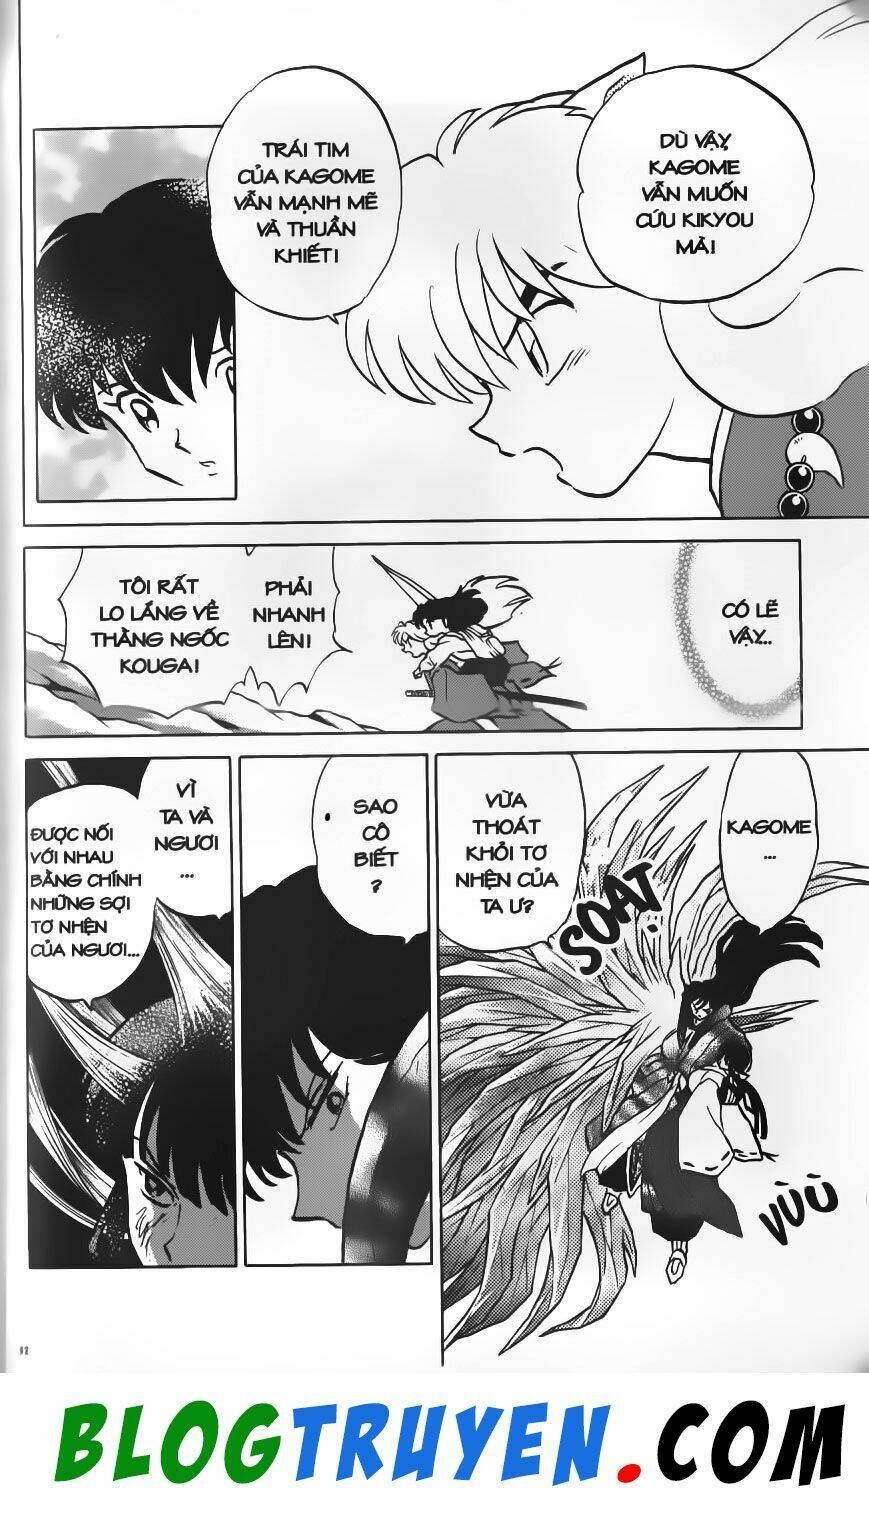 DÙ VẬY,
KAGOME
VẪN MUỐN
CỨU KIKYOU
MÀ!
TRÁI TIM
CỦA KAGOME
VẪN MẠNH MẼ
VÀ THUẦN
KHIẾT!
CÓ LẼ
VẬY...
PHẢI
NHANH
LÊN!
TÔI RẤT
LO LẮNG VỀ
THẰNG NGỐC
KOUGA!
KAGOME
...
VỪA
THOÁT
KHỎI TƠ
NHỆN CỦA
TA Ư?
SOẠT
VÙÙ
SAO
CÔ
BIẾT
?
VÌ
TA VÀ
NGƯƠI
...
ĐƯỢC NỐI
VỚI NHAU
BẰNG CHÍNH
NHỮNG SỢI
TƠ NHỆN
CỦA NGƯƠI...
BLOGTRUYEN.COM